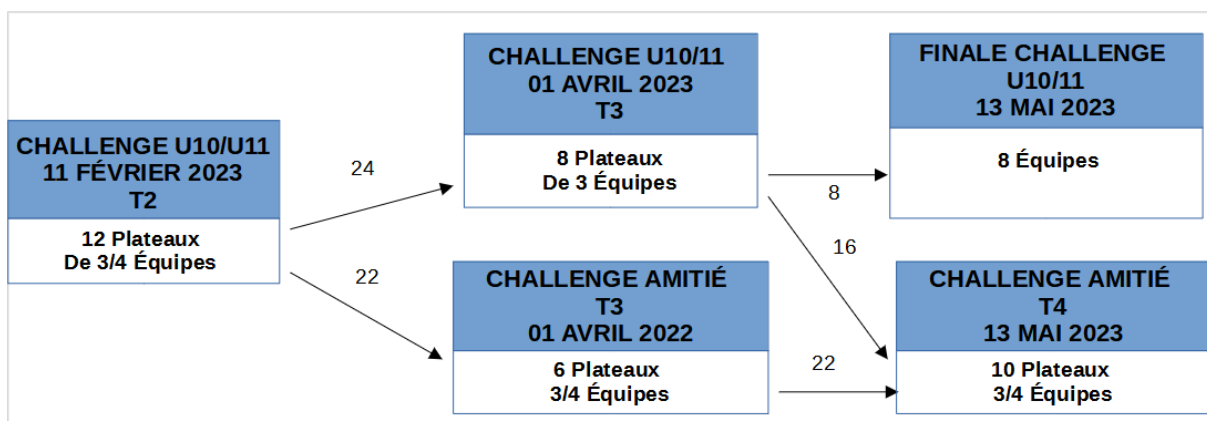 CHALLENGE U10/U11
11 FÉVRIER 2023
T2
12 Plateaux
De 3/4 Équipes
24
22
CHALLENGE U10/11
01 AVRIL 2023
T3
8 Plateaux
De 3 Équipes
CHALLENGE AMITIÉ
T3
01 AVRIL 2022
6 Plateaux
3/4 Équipes
8
16
22
FINALE CHALLENGE
U10/11
13 MAI 2023
8 Équipes
CHALLENGE AMITIÉ
T4
13 MAI 2023
10 Plateaux
3/4 Équipes